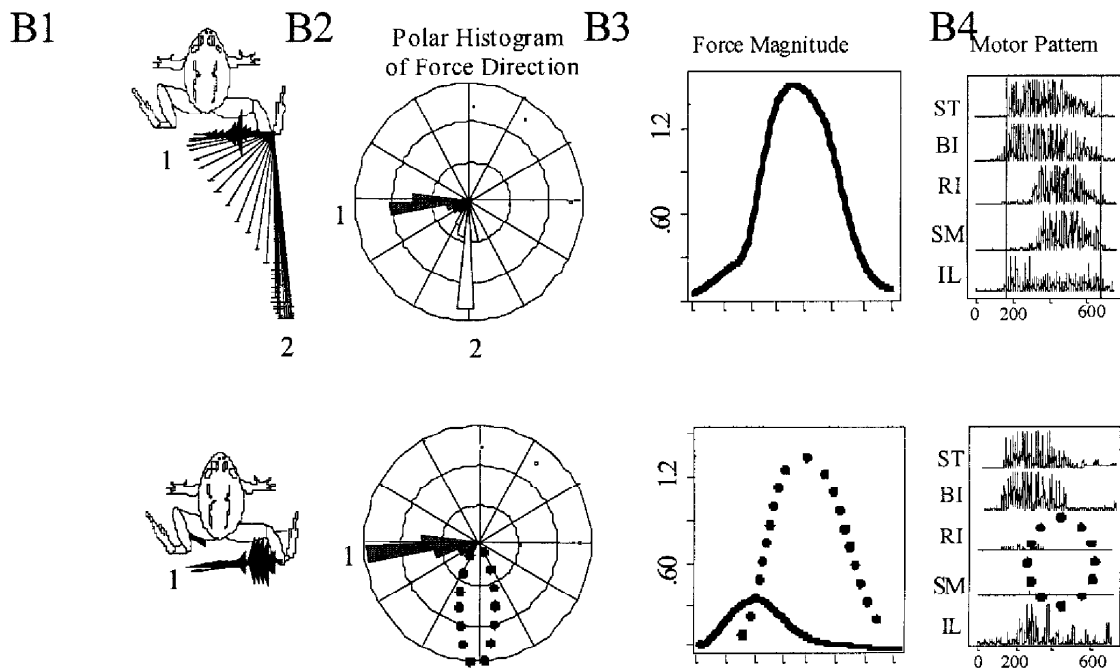 B1
B2
B3
B4
Polar Histogram
of Force Direction
Force Magnitude
Motor Pattern
1
2
1
2
1.2
.60
ST
BI
RI
SM
IL
0 200 600
1
1
1.2
.60
ST
BI
RI
SM
IL
0 200 600